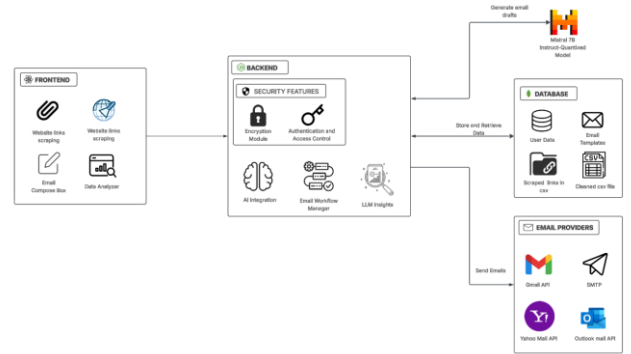 Generate email
drafts
Mistral 7B
Instruct-Quantized
Model
FRONTEND
Website links
scraping
Website links
scraping
Email
Compose Box
Data Analyzer
BACKEND
SECURITY FEATURES
Encryption
Module
Authentication and
Access Control
AI Integration
Email Workflow
Manager
LLM Insights
Store and Retrieve
Data
DATABASE
User Data
Email
Templates
Scraped links in
csv
CSV
Cleaned csv file
Send Emails
EMAIL PROVIDERS
Gmail API
SMTP
Yahoo Mail API
Outlook mail API